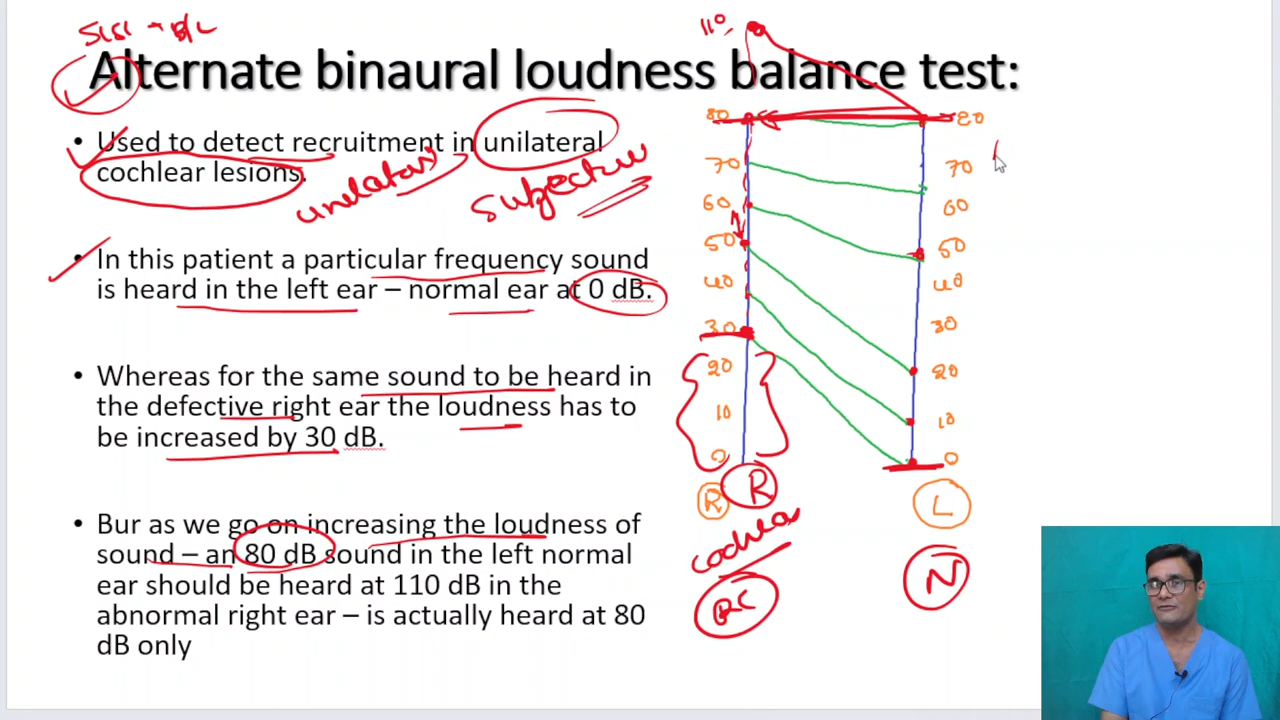 SISI → B/L
Alternate binaural loudness balance test:
• Used to detect recruitment in unilateral
cochlear lesions.
unilateral
subjective
• In this patient a particular frequency sound
is heard in the left ear – normal ear at 0 dB.
• Whereas for the same sound to be heard in
the defective right ear the loudness has to
be increased by 30 dB.
• Bur as we go on increasing the loudness of
sound – an 80 dB sound in the left normal
ear should be heard at 110 dB in the
abnormal right ear – is actually heard at 80
dB only
110
80 80
70 70
60 60
50 50
40 40
30 30
20 20
10 10
0 0
R R L
cochlea
N